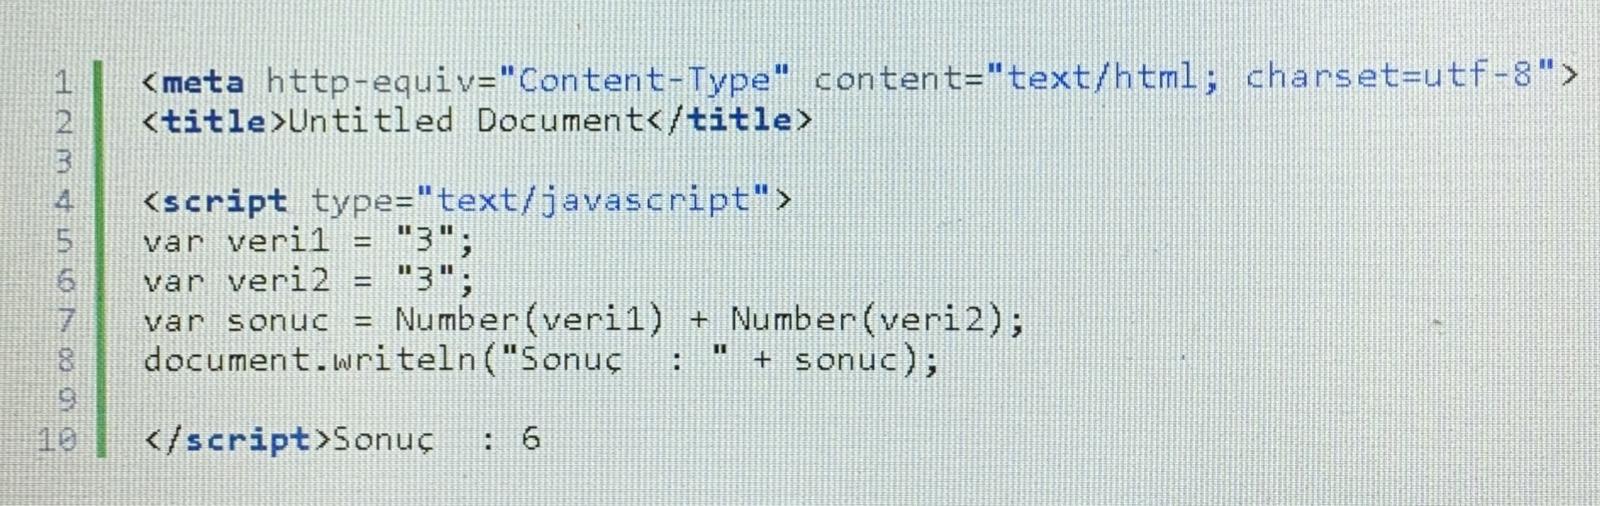 1 <meta http-equiv="Content-Type" content="text/html; charset=utf-8">
2 <title>Untitled Document</title>
3
4 <script type="text/javascript">
5 var veri1 = "3";
6 var veri2 = "3";
7 var sonuc = Number(veri1) + Number(veri2);
8 document.writeln("Sonuç  : " + sonuc);
9
10 </script>Sonuç  : 6